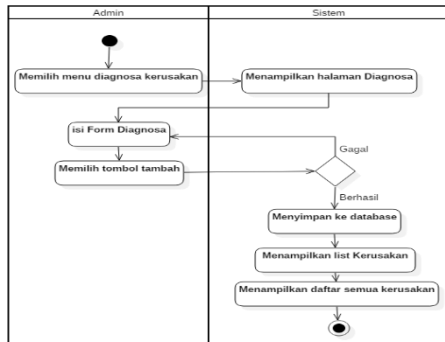 Admin
Sistem
Memilih menu diagnosa kerusakan
Menampilkan halaman Diagnosa
isi Form Diagnosa
Gagal
Memilih tombol tambah
Berhasil
Menyimpan ke database
Menampilkan list Kerusakan
Menampilkan daftar semua kerusakan